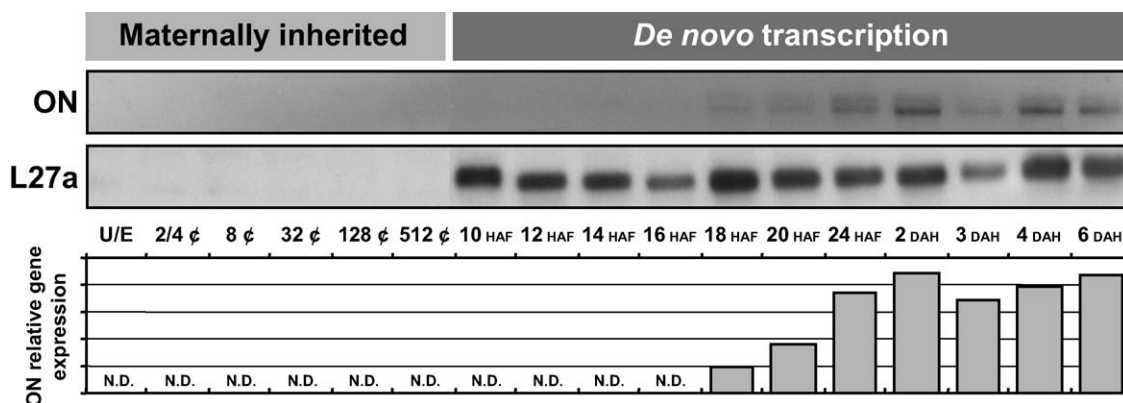 Maternally inherited De novo transcription
ON
L27a
U/E 2/4 ¢ 8 ¢ 32 ¢ 128 ¢ 512 ¢ 10 HAF 12 HAF 14 HAF 16 HAF 18 HAF 20 HAF 24 HAF 2 DAH 3 DAH 4 DAH 6 DAH
ON relative gene
expression
N.D. N.D. N.D. N.D. N.D. N.D. N.D. N.D. N.D. N.D.